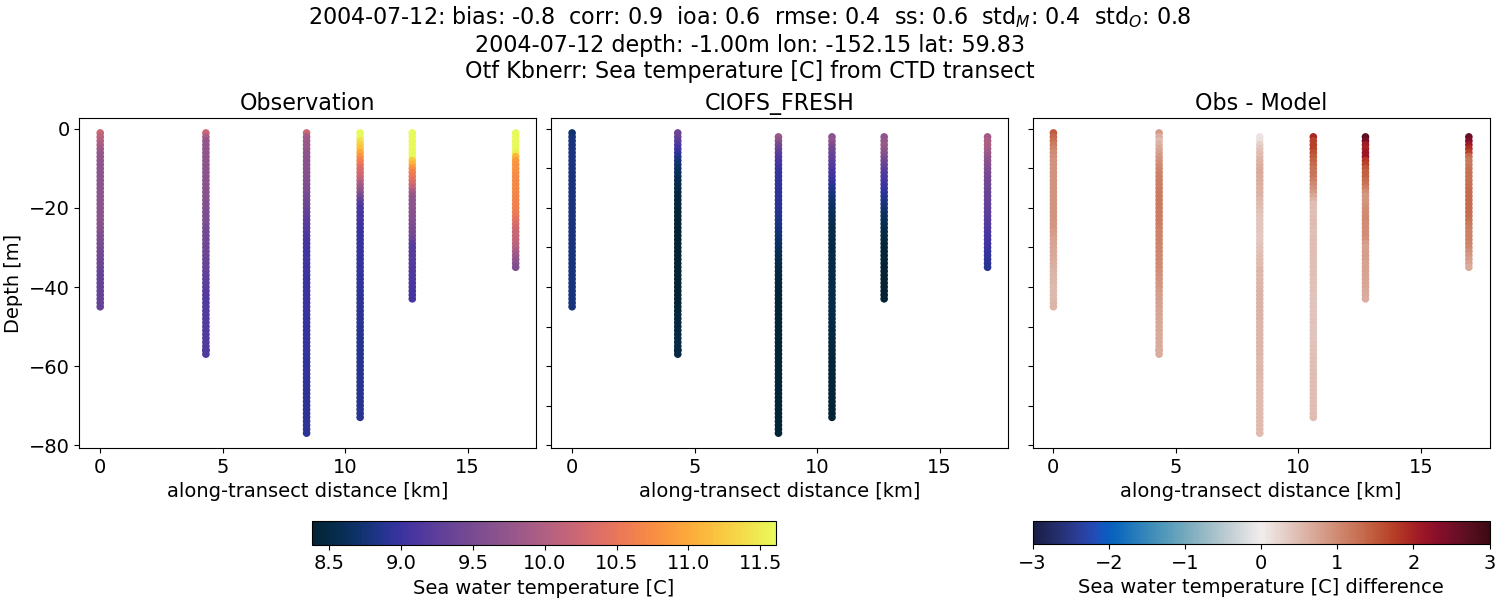 2004-07-12: bias: -0.8 corr: 0.9 ioa: 0.6 rmse: 0.4 ss: 0.6 std_M: 0.4 std_O: 0.8
2004-07-12 depth: -1.00m lon: -152.15 lat: 59.83
Otf Kbnerr: Sea temperature [C] from CTD transect
Observation
CIOFS_FRESH
Obs - Model
Depth [m]
0
−20
−40
−60
−80
0 5 10 15
0 5 10 15
0 5 10 15
along-transect distance [km]
along-transect distance [km]
along-transect distance [km]
8.5 9.0 9.5 10.0 10.5 11.0 11.5
Sea water temperature [C]
−3 −2 −1 0 1 2 3
Sea water temperature [C] difference